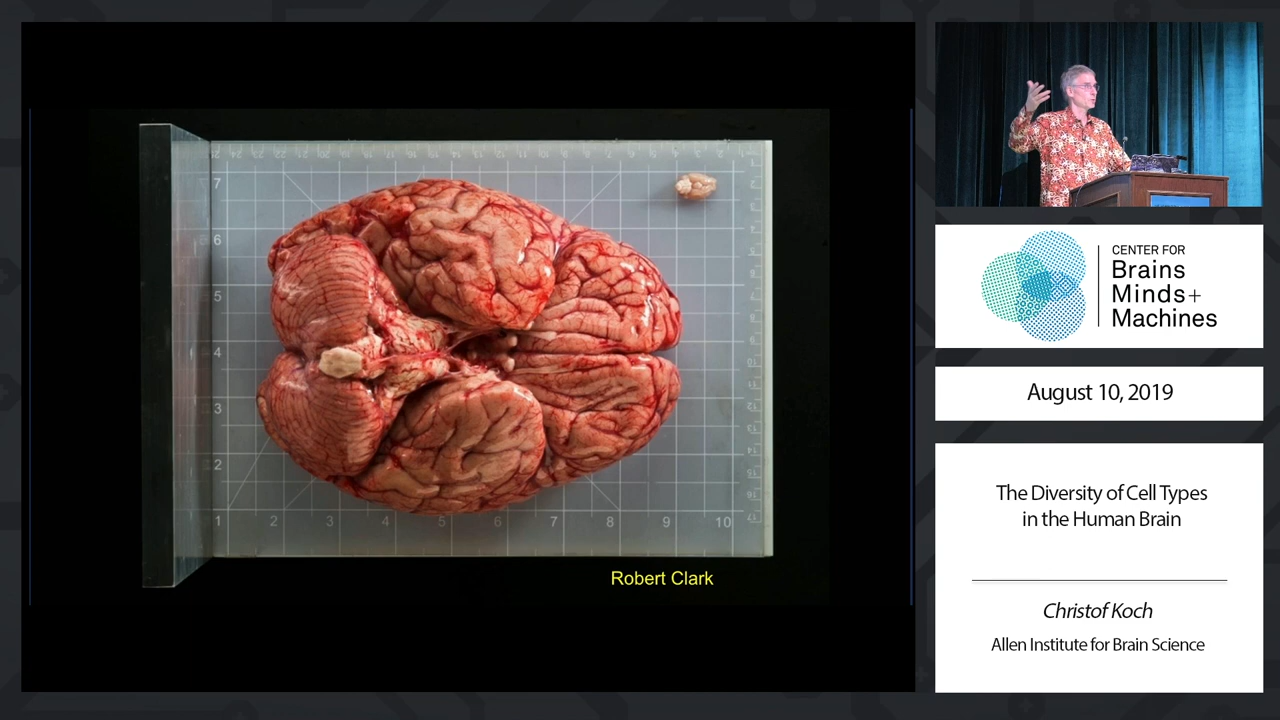 7
6
5
4
3
2
1 2 3 4 5 6 7 8 9 10
Robert Clark
CENTER FOR
Brains
Minds+
Machines
August 10, 2019
The Diversity of Cell Types
in the Human Brain
Christof Koch
Allen Institute for Brain Science